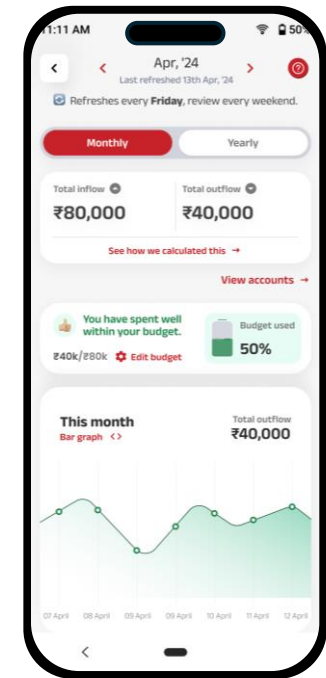 11:11 AM
50%
Apr, '24
Last refreshed 13th Apr, '24
Refreshes every Friday, review every weekend.
Monthly
Yearly
Total inflow
Total outflow
₹80,000
₹40,000
See how we calculated this →
View accounts →
You have spent well
within your budget.
₹40k/₹80k
Edit budget
Budget used
50%
This month
Bar graph
Total outflow
₹40,000
07 April
08 April
09 April
09 April
10 April
11 April
12 April